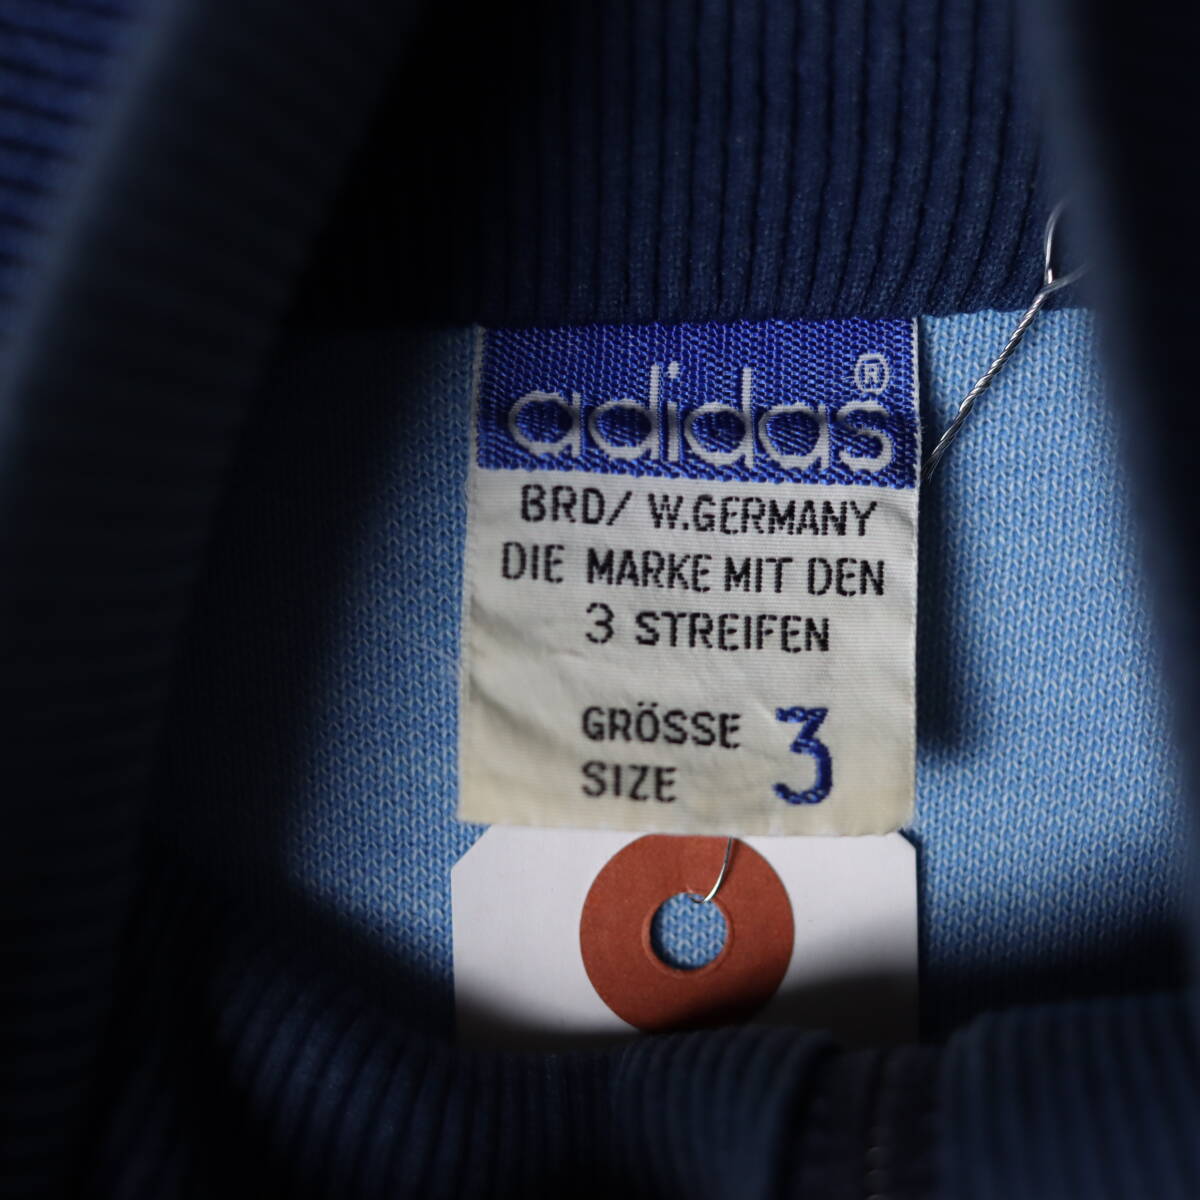 adidas®
BRD/ W.GERMANY
DIE MARKE MIT DEN
3 STREIFEN
GRÖSSE
SIZE 3